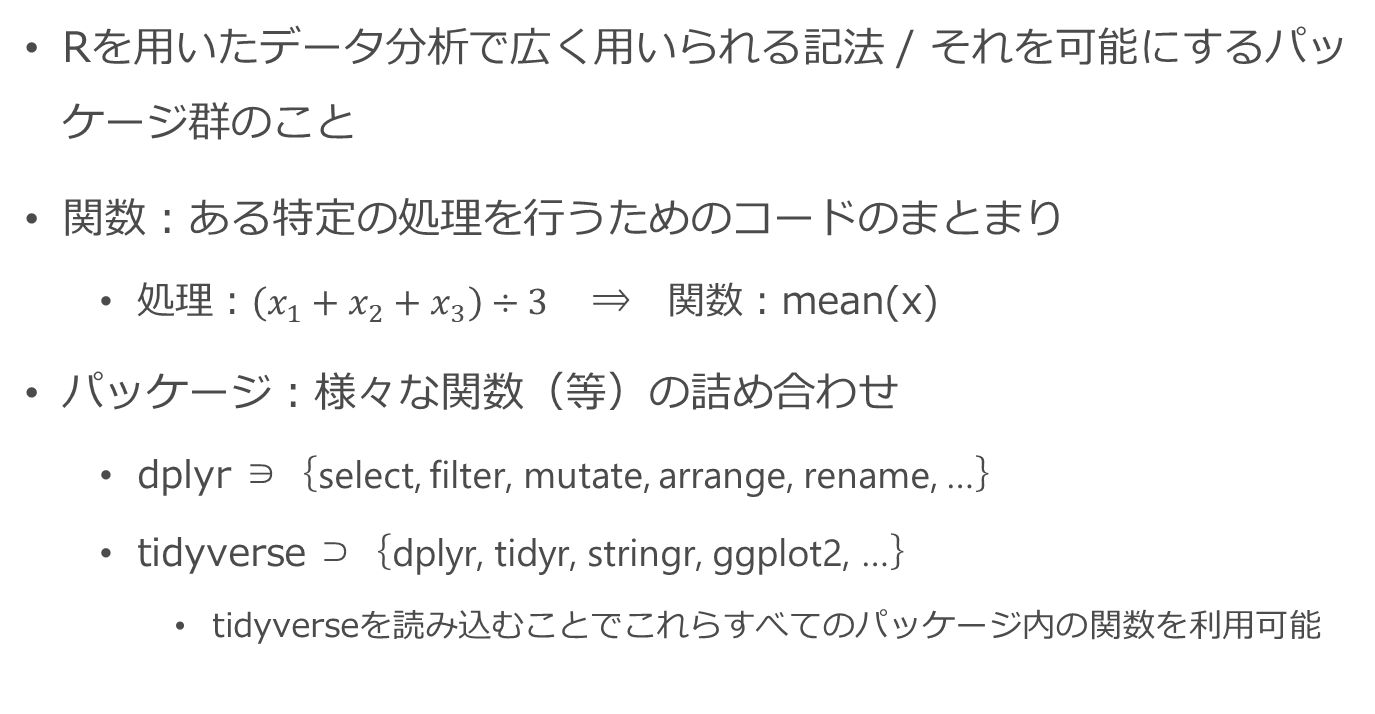 • Rを用いたデータ分析で広く用いられる記法 / それを可能にするパッ
ケージ群のこと
• 関数：ある特定の処理を行うためのコードのまとまり
• 処理：(x₁ + x₂ + x₃) ÷ 3 ⇒ 関数：mean(x)
• パッケージ：様々な関数（等）の詰め合わせ
• dplyr ∋｛select, filter, mutate, arrange, rename, …｝
• tidyverse ⊃｛dplyr, tidyr, stringr, ggplot2, …｝
• tidyverseを読み込むことでこれらすべてのパッケージ内の関数を利用可能